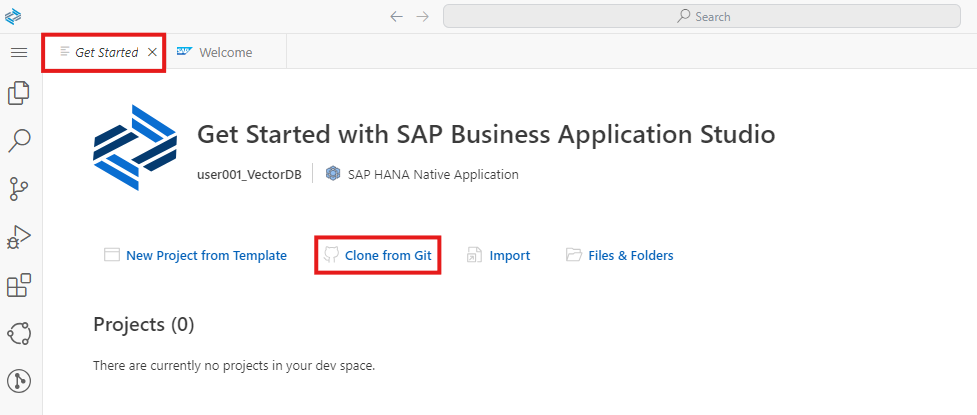 Search
Get Started
SAP Welcome
Get Started with SAP Business Application Studio
user001_VectorDB SAP HANA Native Application
New Project from Template Clone from Git Import Files & Folders
Projects (0)
There are currently no projects in your dev space.